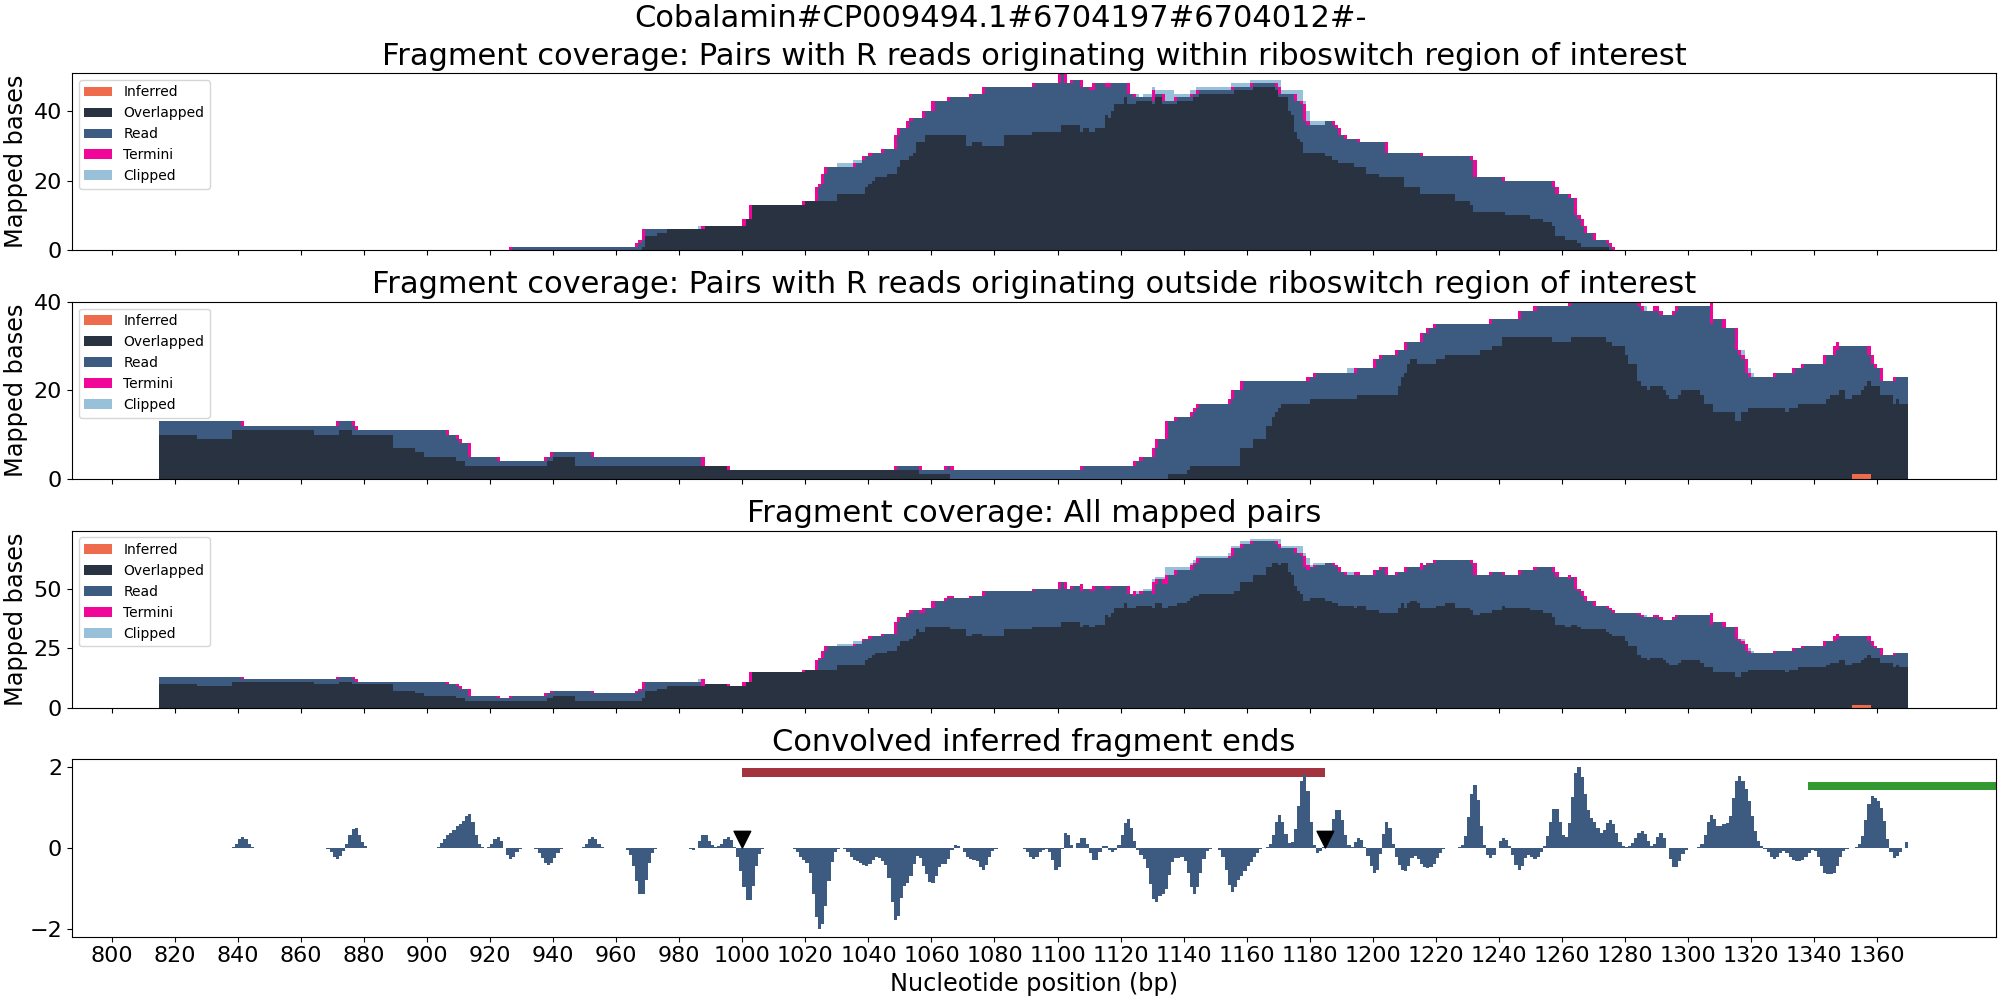 Cobalamin#CP009494.1#6704197#6704012#-
Fragment coverage: Pairs with R reads originating within riboswitch region of interest
Mapped bases
40
20
0
Inferred
Overlapped
Read
Termini
Clipped
Fragment coverage: Pairs with R reads originating outside riboswitch region of interest
Mapped bases
40
20
0
Inferred
Overlapped
Read
Termini
Clipped
Fragment coverage: All mapped pairs
Mapped bases
50
25
0
Inferred
Overlapped
Read
Termini
Clipped
Convolved inferred fragment ends
2
0
−2
800 820 840 860 880 900 920 940 960 980 1000 1020 1040 1060 1080 1100 1120 1140 1160 1180 1200 1220 1240 1260 1280 1300 1320 1340 1360
Nucleotide position (bp)